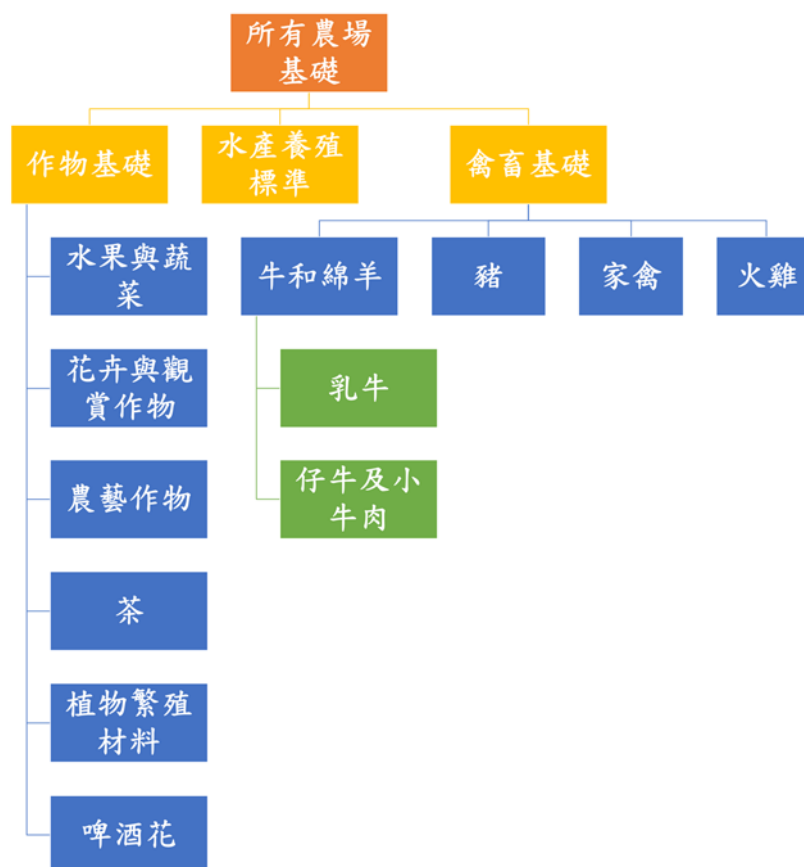 所有農場
基礎
作物基礎
水產養殖
標準
禽畜基礎
水果與蔬
菜
牛和綿羊
豬
家禽
火雞
花卉與觀
賞作物
乳牛
農藝作物
仔牛及小
牛肉
茶
植物繁殖
材料
啤酒花